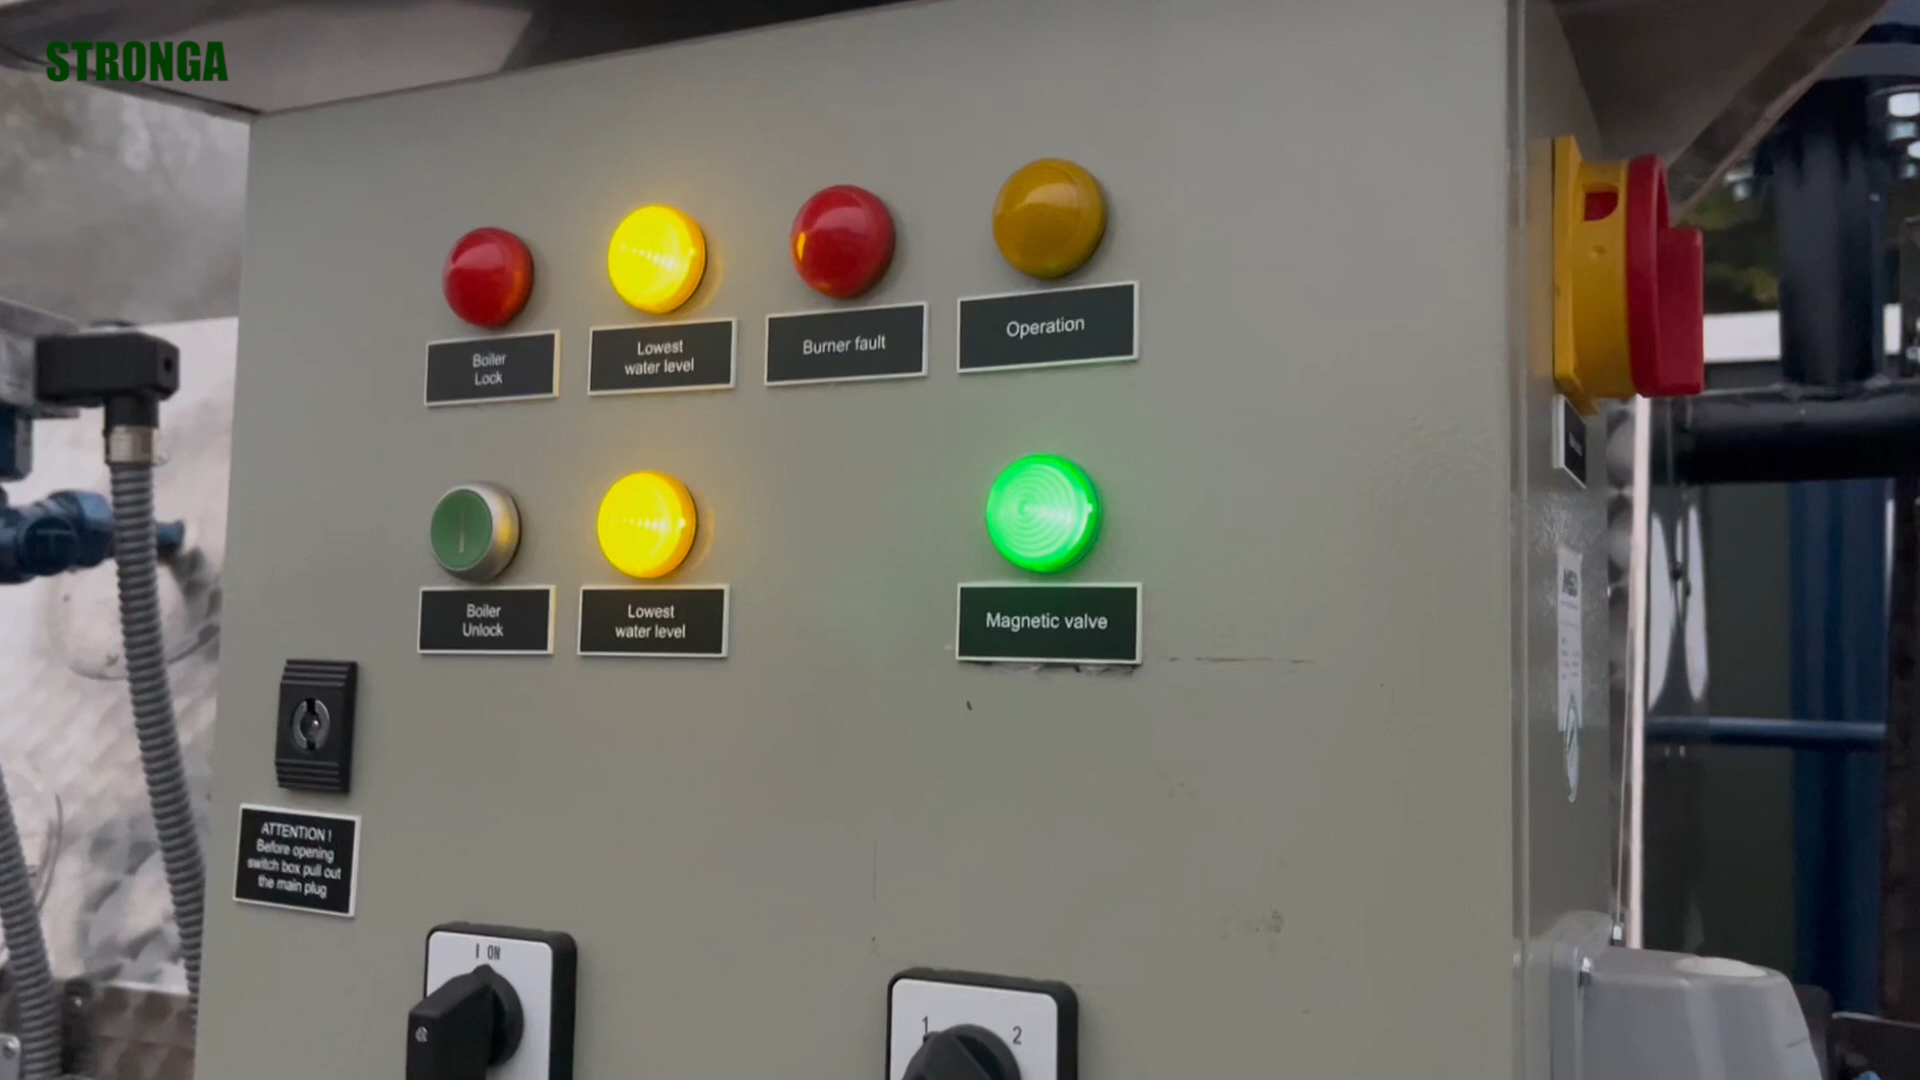 STRONGA
Boiler
Lock
Lowest
water level
Burner fault
Operation
Boiler
Unlock
Lowest
water level
Magnetic valve
ATTENTION !
Before opening
switch box pull out
the main plug
I ON
1 2